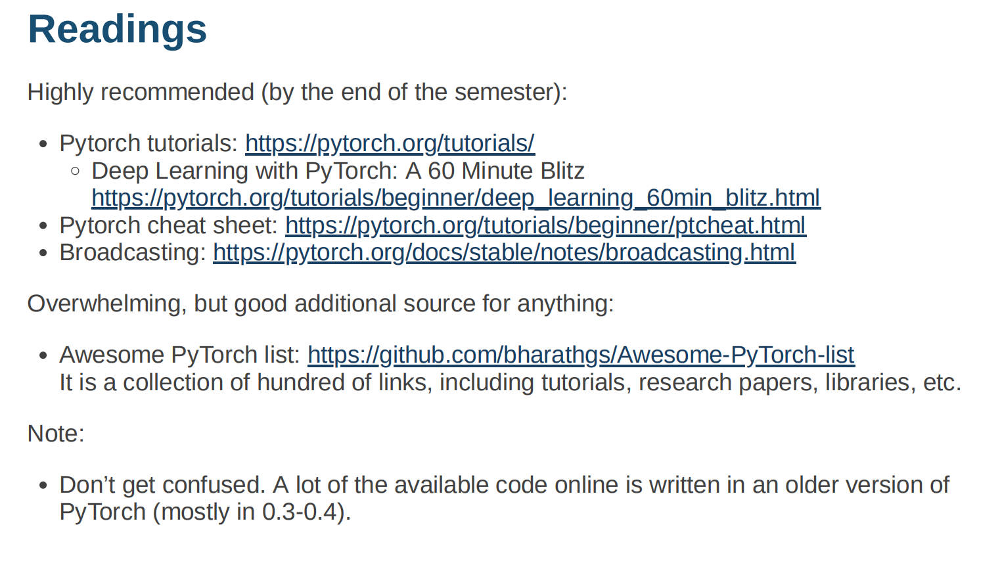 Readings
Highly recommended (by the end of the semester):
• Pytorch tutorials: https://pytorch.org/tutorials/
◦ Deep Learning with PyTorch: A 60 Minute Blitz
https://pytorch.org/tutorials/beginner/deep_learning_60min_blitz.html
• Pytorch cheat sheet: https://pytorch.org/tutorials/beginner/ptcheat.html
• Broadcasting: https://pytorch.org/docs/stable/notes/broadcasting.html
Overwhelming, but good additional source for anything:
• Awesome PyTorch list: https://github.com/bharathgs/Awesome-PyTorch-list
It is a collection of hundred of links, including tutorials, research papers, libraries, etc.
Note:
• Don’t get confused. A lot of the available code online is written in an older version of
PyTorch (mostly in 0.3-0.4).